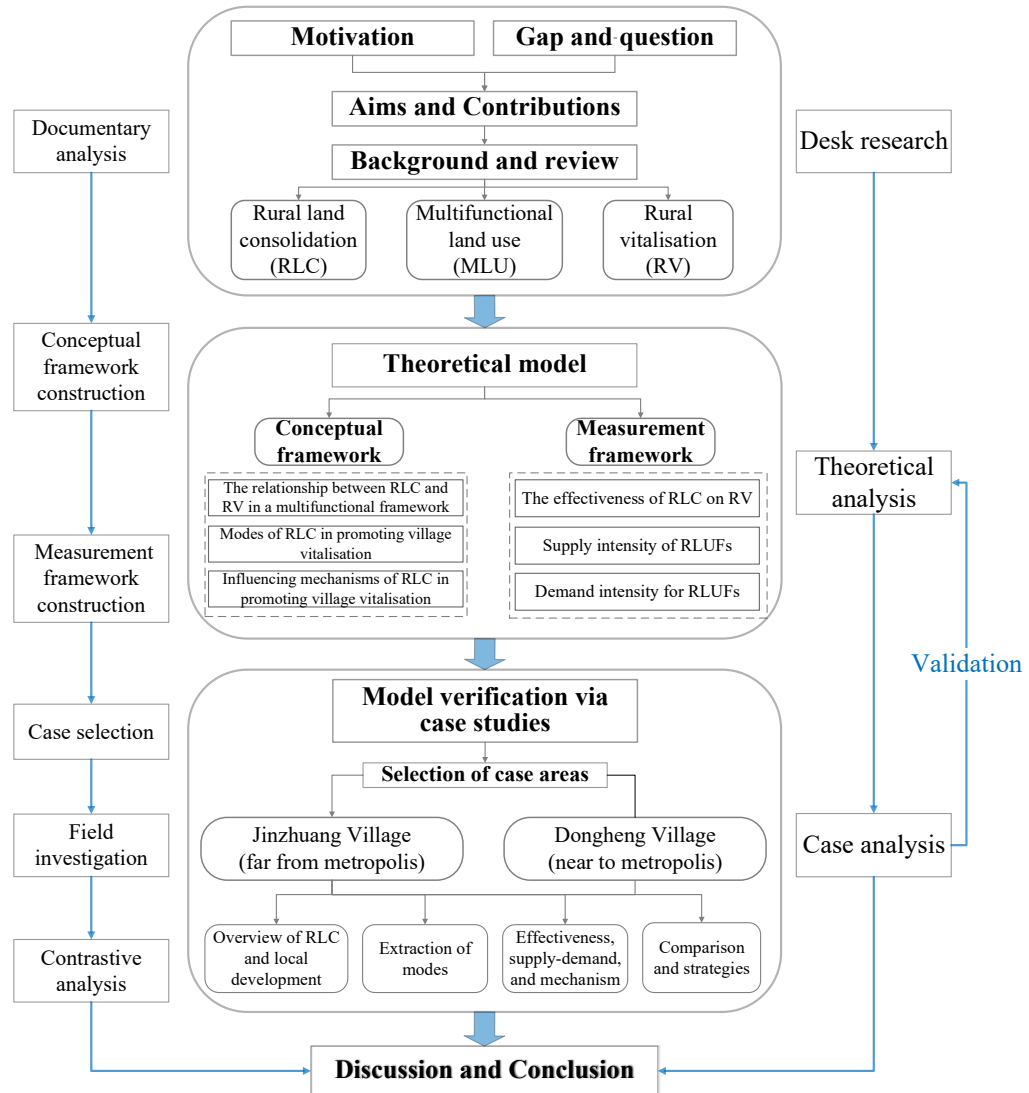 Motivation
Gap and question
Aims and Contributions
Background and review
Rural land
consolidation
(RLC)
Multifunctional
land use
(MLU)
Rural
vitalisation
(RV)
Documentary
analysis
Conceptual
framework
construction
Measurement
framework
construction
Case selection
Field
investigation
Contrastive
analysis
Theoretical model
Conceptual
framework
The relationship between RLC and
RV in a multifunctional framework
Modes of RLC in promoting village
vitalisation
Influencing mechanisms of RLC in
promoting village vitalisation
Measurement
framework
The effectiveness of RLC on RV
Supply intensity of RLUFs
Demand intensity for RLUFs
Model verification via
case studies
Selection of case areas
Jinzhuang Village
(far from metropolis)
Dongheng Village
(near to metropolis)
Overview of RLC
and local
development
Extraction of
modes
Effectiveness,
supply-demand,
and mechanism
Comparison
and strategies
Desk research
Theoretical
analysis
Validation
Case analysis
Discussion and Conclusion